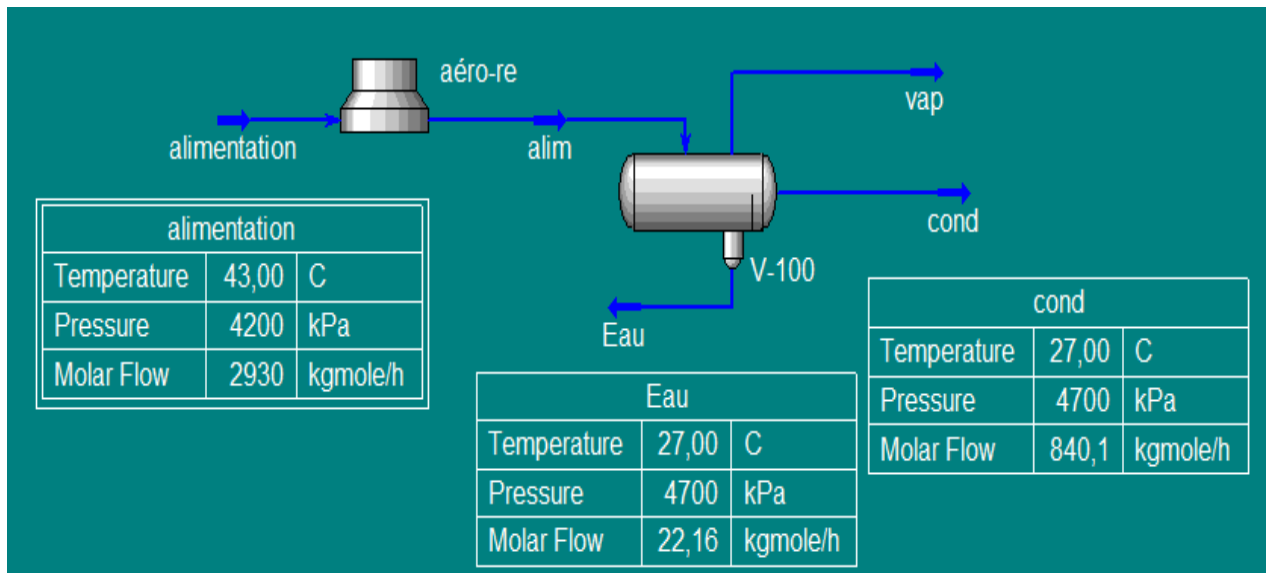 aéro-re
alimentation
alim
vap
cond
V-100
Eau
alimentation
Temperature 43,00 C
Pressure 4200 kPa
Molar Flow 2930 kgmole/h
Eau
Temperature 27,00 C
Pressure 4700 kPa
Molar Flow 22,16 kgmole/h
cond
Temperature 27,00 C
Pressure 4700 kPa
Molar Flow 840,1 kgmole/h